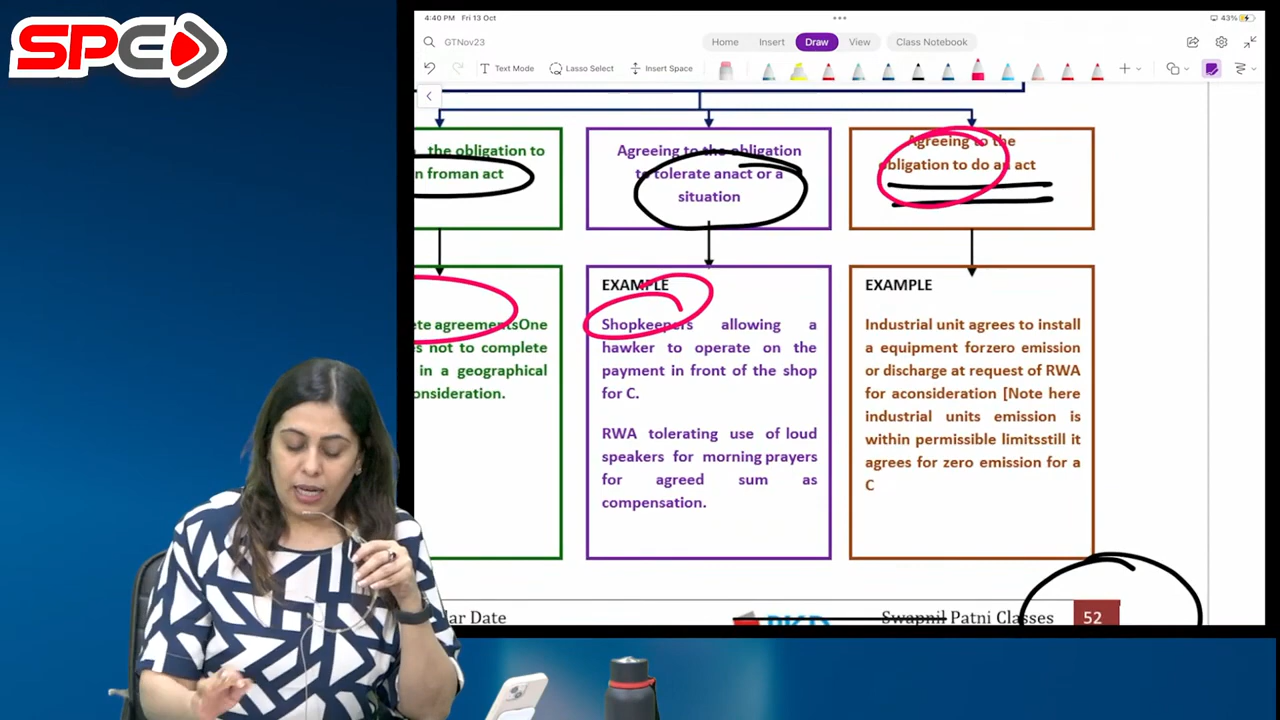 SPC
4:40 PM Fri 13 Oct
43%
GTNov23
Home Insert Draw View Class Notebook
Text Mode Lasso Select Insert Space
the obligation to
n froman act
Agreeing to the obligation
to tolerate anact or a
situation
Agreeing to the
obligation to do an act
ete agreementsOne
s not to complete
in a geographical
onsideration.
EXAMPLE
Shopkeepers allowing a
hawker to operate on the
payment in front of the shop
for C.
RWA tolerating use of loud
speakers for morning prayers
for agreed sum as
compensation.
EXAMPLE
Industrial unit agrees to install
a equipment forzero emission
or discharge at request of RWA
for aconsideration [Note here
industrial units emission is
within permissible limitsstill it
agrees for zero emission for a
C
lar Date
Swapnil Patni Classes
52